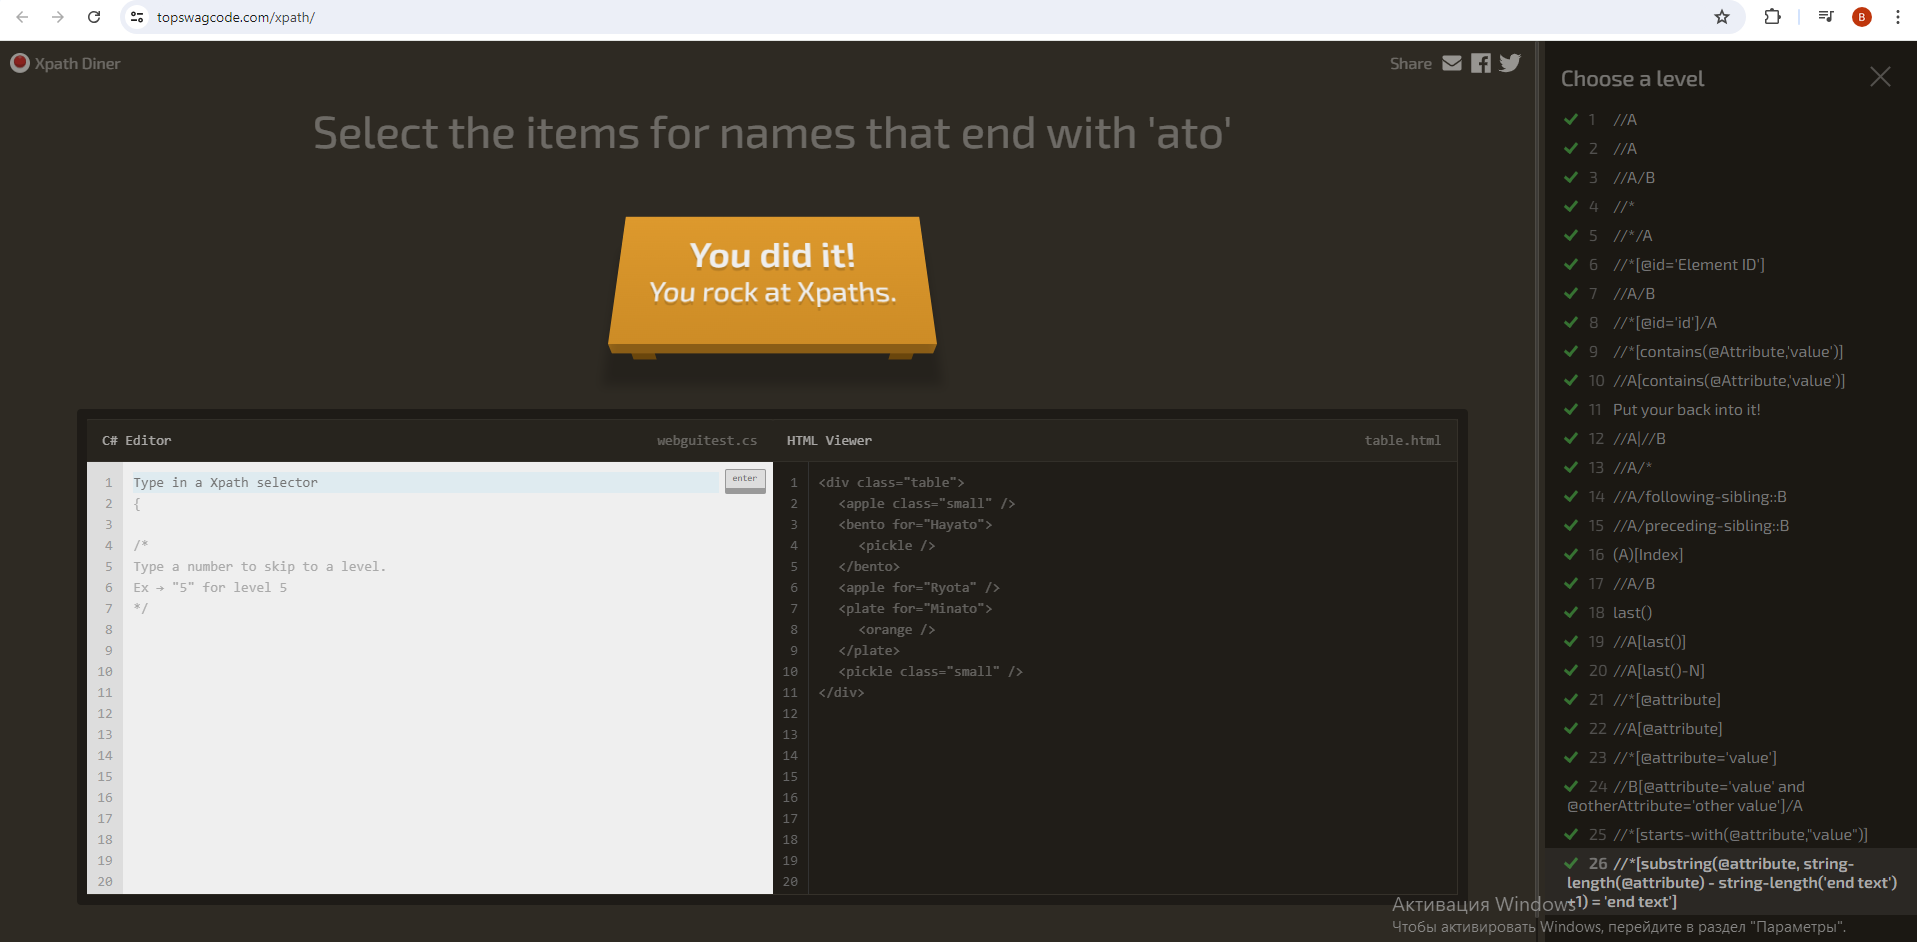 topswagcode.com/xpath/
B
Xpath Diner
Share
Select the items for names that end with 'ato'
You did it!
You rock at Xpaths.
C# Editor
webguitest.cs
1 Type in a Xpath selector
enter
2 {
3
4 /*
5 Type a number to skip to a level.
6 Ex → "5" for level 5
7 */
8
9
10
11
12
13
14
15
16
17
18
19
20
HTML Viewer
table.html
1 <div class="table">
2 <apple class="small" />
3 <bento for="Hayato">
4 <pickle />
5 </bento>
6 <apple for="Ryota" />
7 <plate for="Minato">
8 <orange />
9 </plate>
10 <pickle class="small" />
11 </div>
12
13
14
15
16
17
18
19
20
Choose a level
1 //A
2 //A
3 //A/B
4 //*
5 //*/A
6 //*[@id='Element ID']
7 //A/B
8 //*[@id='id']/A
9 //*[contains(@Attribute,'value')]
10 //A[contains(@Attribute,'value')]
11 Put your back into it!
12 //A|//B
13 //A/*
14 //A/following-sibling::B
15 //A/preceding-sibling::B
16 (A)[Index]
17 //A/B
18 last()
19 //A[last()]
20 //A[last()-N]
21 //*[@attribute]
22 //A[@attribute]
23 //*[@attribute='value']
24 //B[@attribute='value' and
@otherAttribute='other value']/A
25 //*[starts-with(@attribute,"value")]
26 //*[substring(@attribute, string-
length(@attribute) - string-length('end text')
+1) = 'end text']
Активация Windows
Чтобы активировать Windows, перейдите в раздел "Параметры".